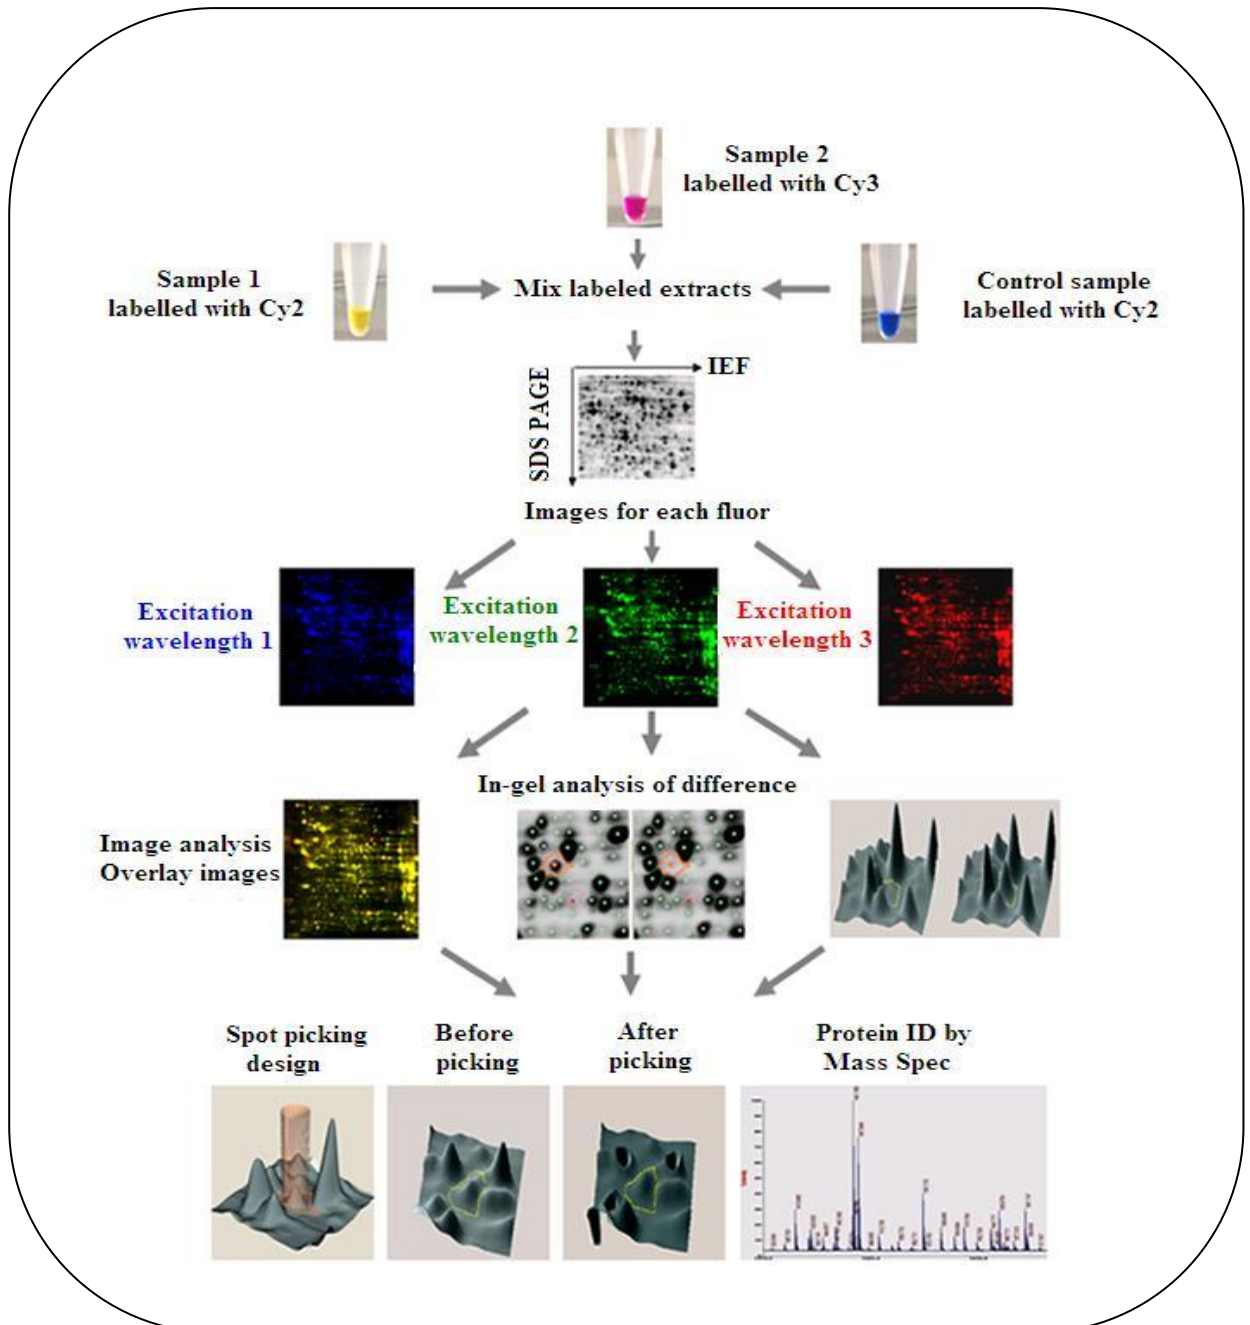 Sample 2
labelled with Cy3
Sample 1
labelled with Cy2
Mix labeled extracts
Control sample
labelled with Cy2
IEF
SDS PAGE
Images for each fluor
Excitation
wavelength 1
Excitation
wavelength 2
Excitation
wavelength 3
In-gel analysis of difference
Image analysis
Overlay images
Spot picking
design
Before
picking
After
picking
Protein ID by
Mass Spec